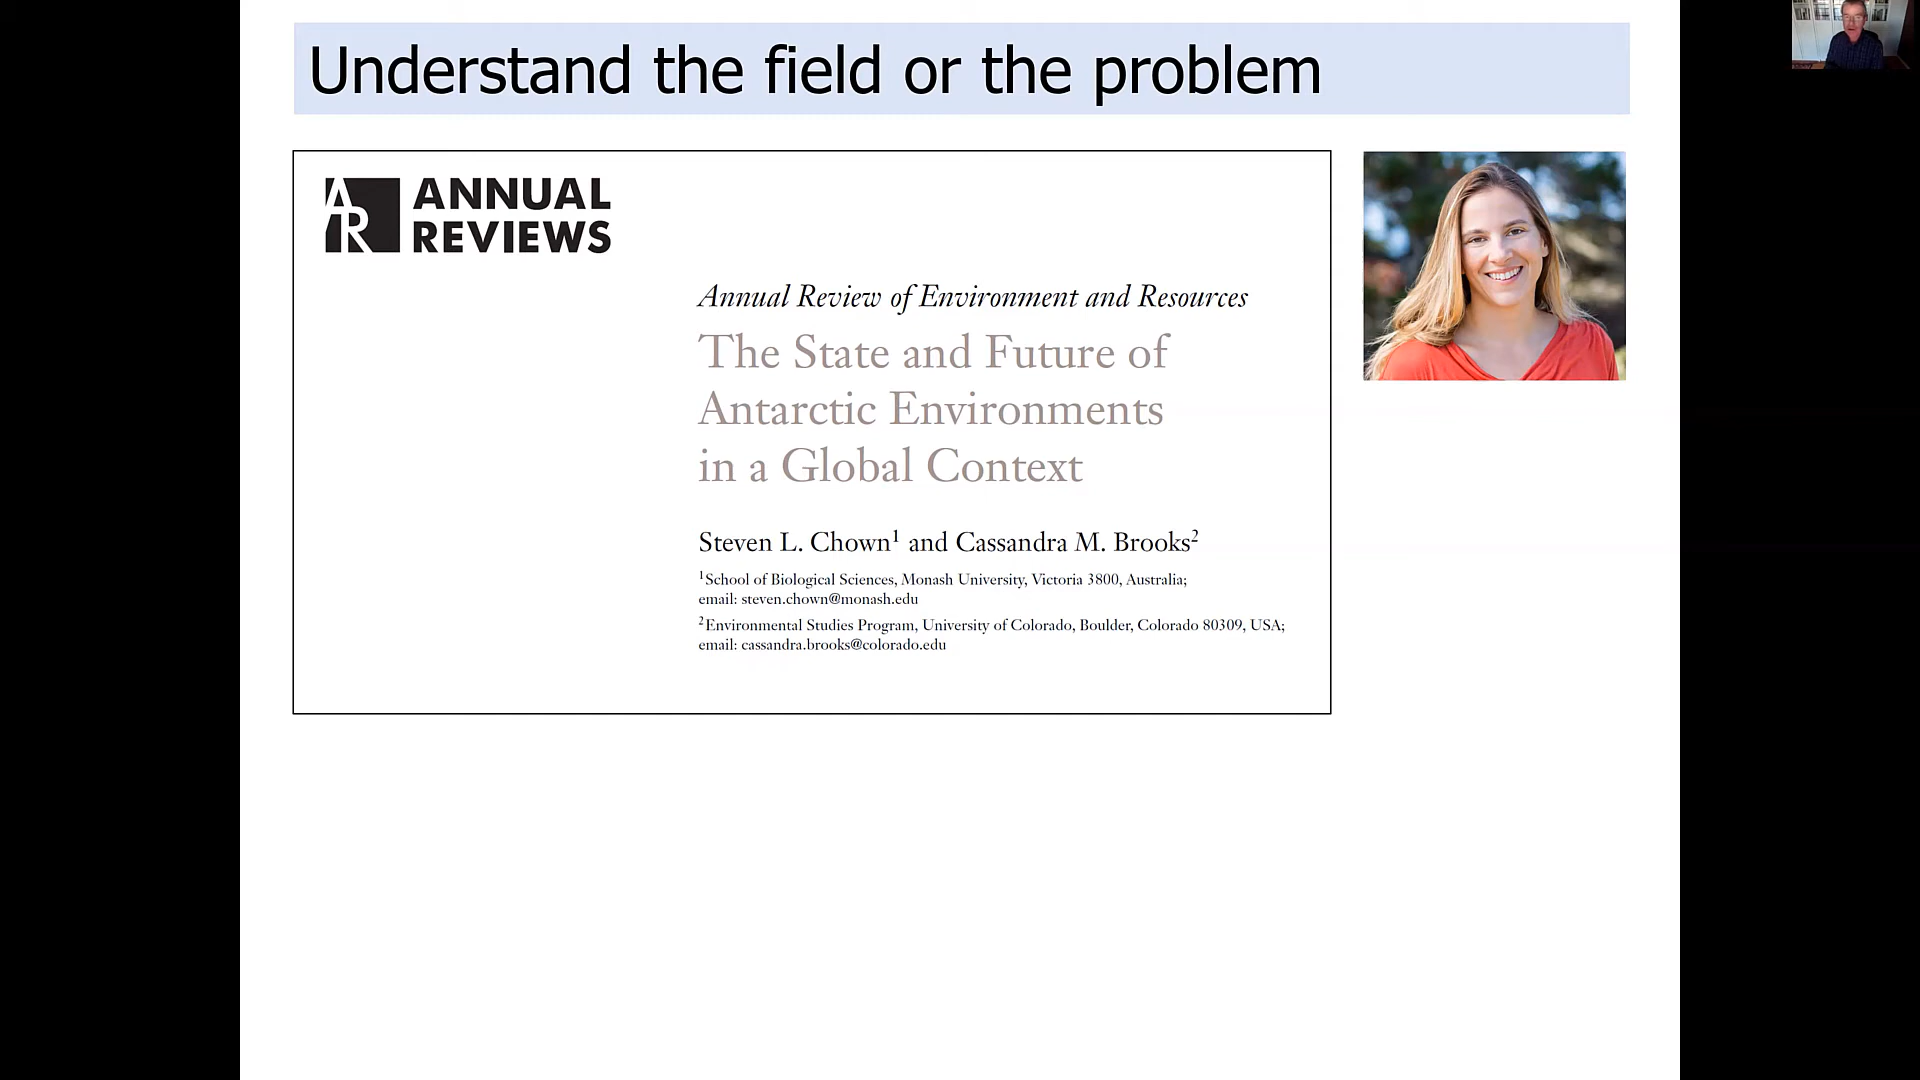 Understand the field or the problem
AR
ANNUAL
REVIEWS
Annual Review of Environment and Resources
The State and Future of
Antarctic Environments
in a Global Context
Steven L. Chown¹ and Cassandra M. Brooks²
¹School of Biological Sciences, Monash University, Victoria 3800, Australia;
email: steven.chown@monash.edu
²Environmental Studies Program, University of Colorado, Boulder, Colorado 80309, USA;
email: cassandra.brooks@colorado.edu